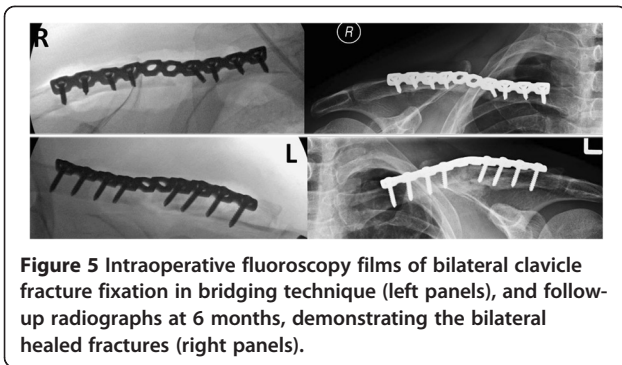 R
R
L
L
Figure 5 Intraoperative fluoroscopy films of bilateral clavicle
fracture fixation in bridging technique (left panels), and follow-
up radiographs at 6 months, demonstrating the bilateral
healed fractures (right panels).